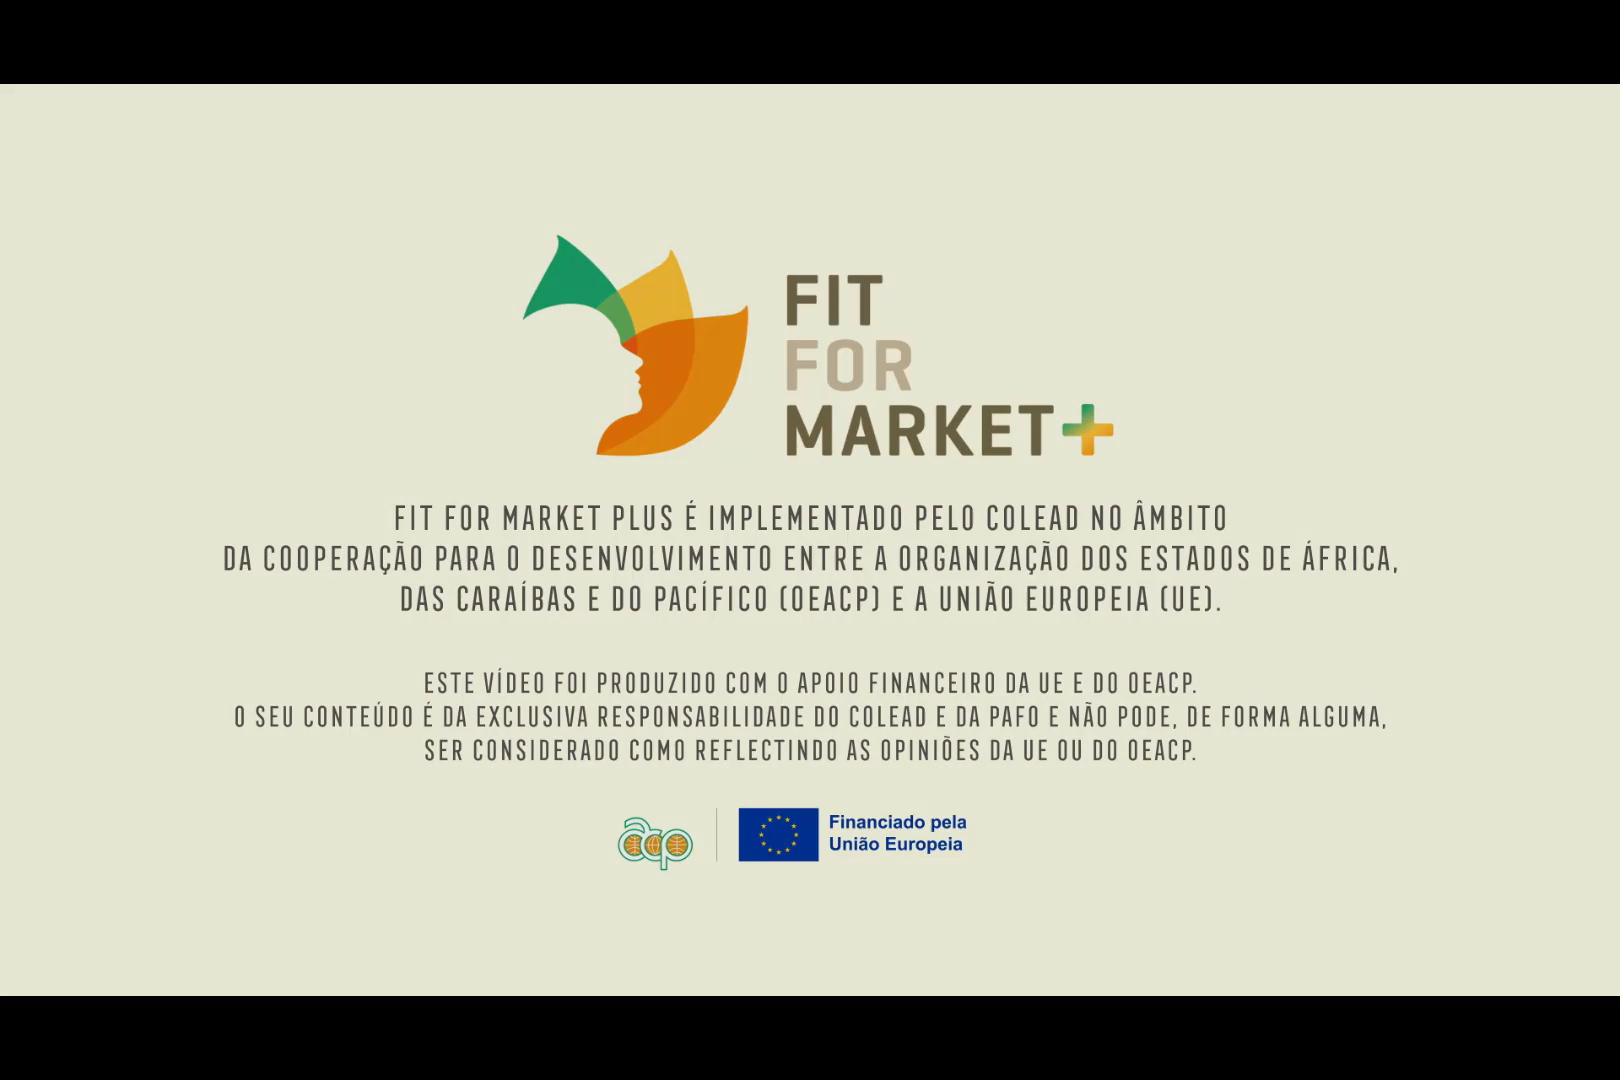 FIT
FOR
MARKET+
FIT FOR MARKET PLUS É IMPLEMENTADO PELO COLEAD NO ÂMBITO
DA COOPERAÇÃO PARA O DESENVOLVIMENTO ENTRE A ORGANIZAÇÃO DOS ESTADOS DE ÁFRICA,
DAS CARAÍBAS E DO PACÍFICO (OEACP) E A UNIÃO EUROPEIA (UE).
ESTE VÍDEO FOI PRODUZIDO COM O APOIO FINANCEIRO DA UE E DO OEACP.
O SEU CONTEÚDO É DA EXCLUSIVA RESPONSABILIDADE DO COLEAD E DA PAFO E NÃO PODE, DE FORMA ALGUMA,
SER CONSIDERADO COMO REFLECTINDO AS OPINIÕES DA UE OU DO OEACP.
acp
Financiado pela
União Europeia